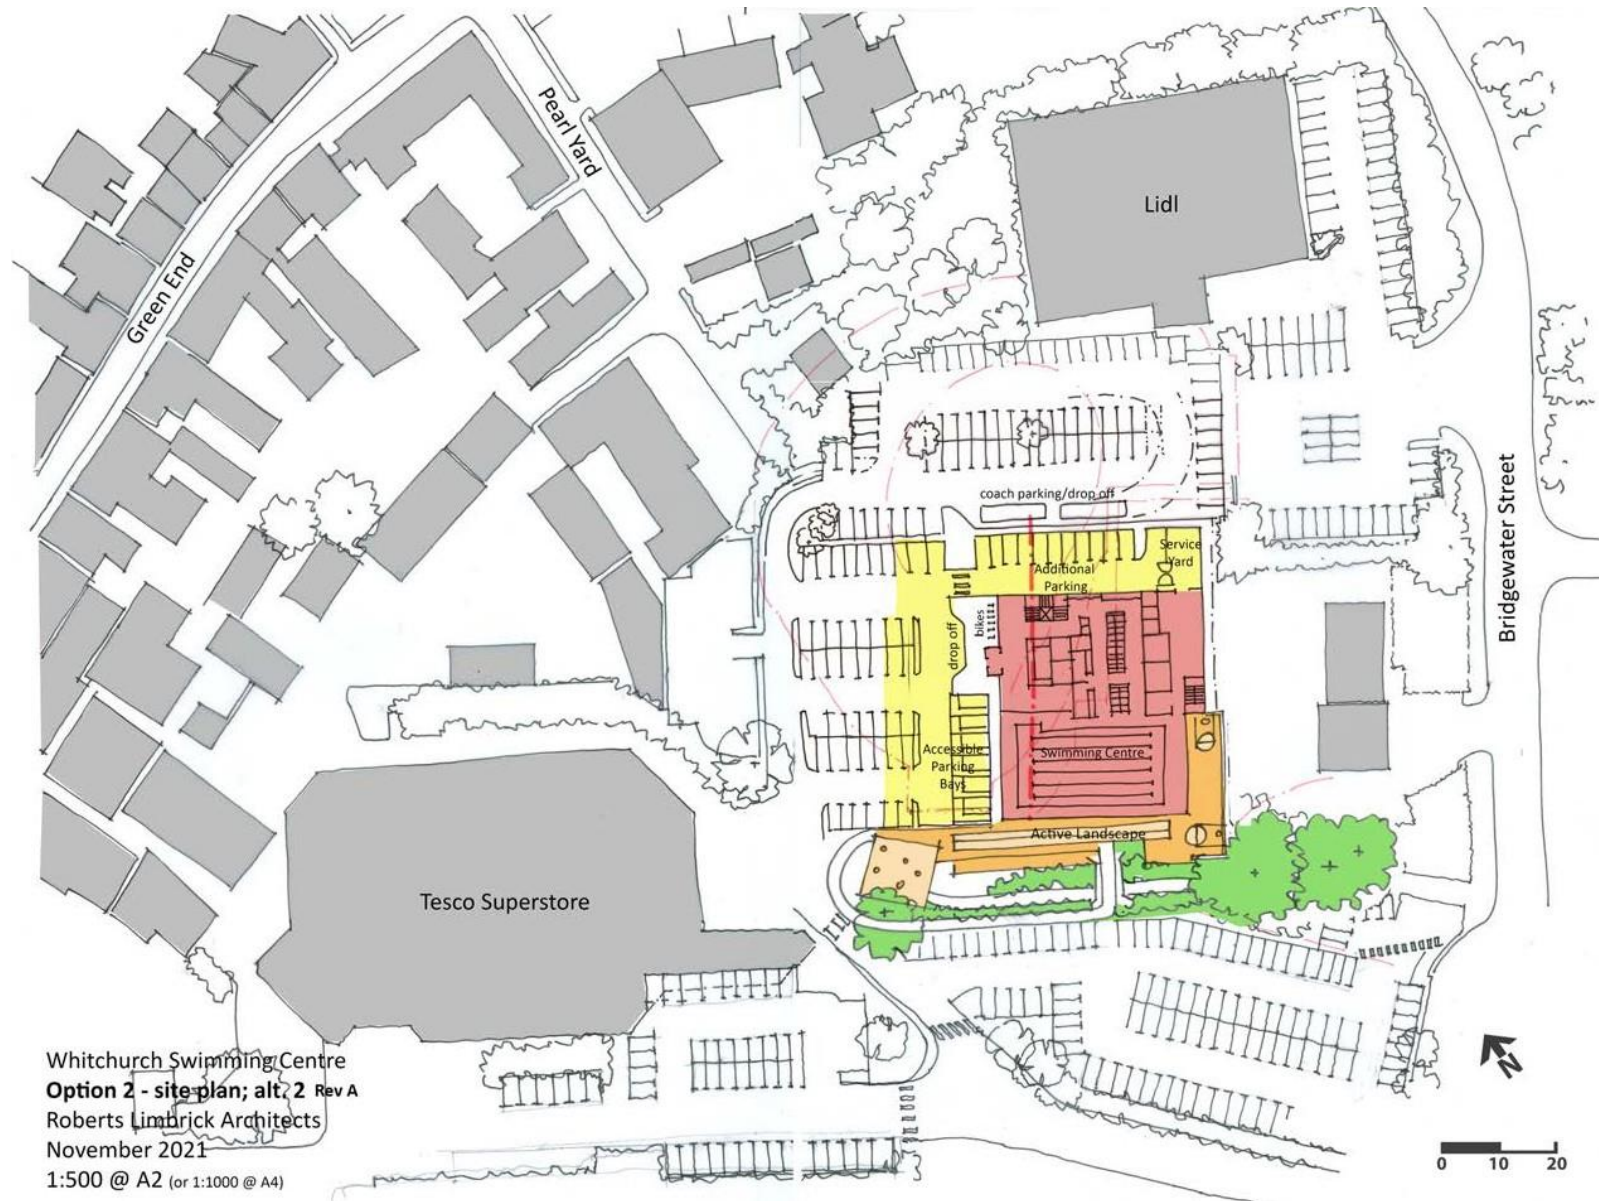 Pearl Yard
Green End
Lidl
Bridgewater Street
coach parking/drop off
Service
Yard
Additional
Parking
bikes
drop off
Accessible
Parking
Bays
Swimming Centre
Active Landscape
Tesco Superstore
Whitchurch Swimming Centre
Option 2 - site plan; alt. 2 Rev A
Roberts Limbrick Architects
November 2021
1:500 @ A2 (or 1:1000 @ A4)
N
0 10 20